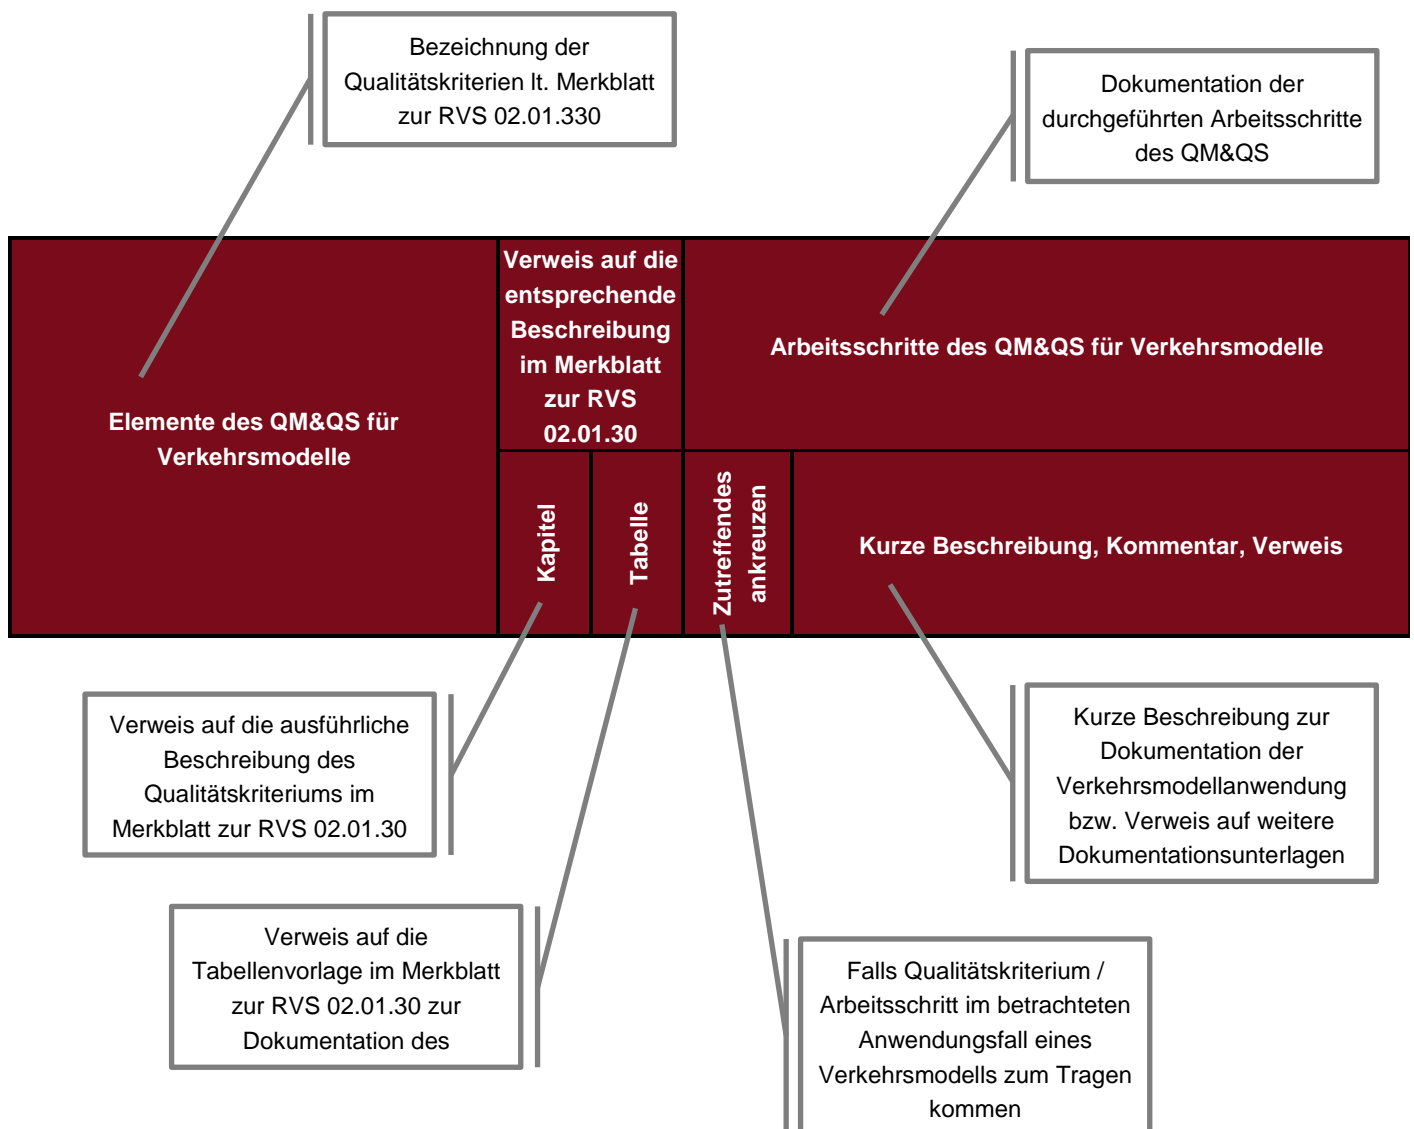 Bezeichnung der
Qualitätskriterien lt. Merkblatt
zur RVS 02.01.330
Dokumentation der
durchgeführten Arbeitsschritte
des QM&QS
Elemente des QM&QS für
Verkehrsmodelle
Verweis auf die
entsprechende
Beschreibung
im Merkblatt
zur RVS
02.01.30
Arbeitsschritte des QM&QS für Verkehrsmodelle
Kapitel
Tabelle
Zutreffendes
ankreuzen
Kurze Beschreibung, Kommentar, Verweis
Verweis auf die ausführliche
Beschreibung des
Qualitätskriteriums im
Merkblatt zur RVS 02.01.30
Kurze Beschreibung zur
Dokumentation der
Verkehrsmodellanwendung
bzw. Verweis auf weitere
Dokumentationsunterlagen
Verweis auf die
Tabellenvorlage im Merkblatt
zur RVS 02.01.30 zur
Dokumentation des
Falls Qualitätskriterium /
Arbeitsschritt im betrachteten
Anwendungsfall eines
Verkehrsmodells zum Tragen
kommen